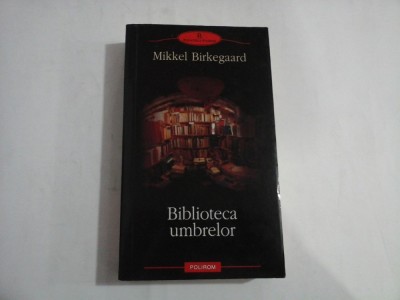 Mikkel Birkegaard
Biblioteca
umbrelor
POLIROM